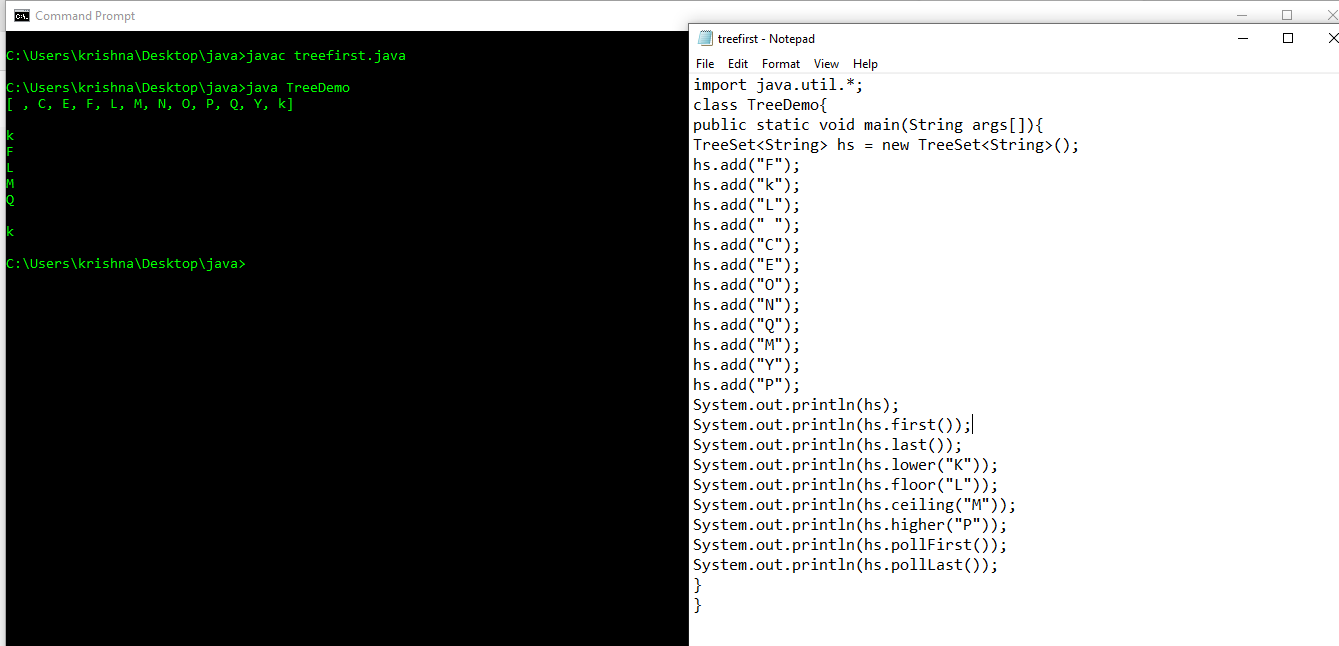 Command Prompt
C:\Users\krishna\Desktop\java>javac treefirst.java
C:\Users\krishna\Desktop\java>java TreeDemo
[ , C, E, F, L, M, N, O, P, Q, Y, k]
k
F
L
M
Q
k
C:\Users\krishna\Desktop\java>
treefirst - Notepad
File Edit Format View Help
import java.util.*;
class TreeDemo{
public static void main(String args[]){
TreeSet<String> hs = new TreeSet<String>();
hs.add("F");
hs.add("k");
hs.add("L");
hs.add(" ");
hs.add("C");
hs.add("E");
hs.add("O");
hs.add("N");
hs.add("Q");
hs.add("M");
hs.add("Y");
hs.add("P");
System.out.println(hs);
System.out.println(hs.first());
System.out.println(hs.last());
System.out.println(hs.lower("K"));
System.out.println(hs.floor("L"));
System.out.println(hs.ceiling("M"));
System.out.println(hs.higher("P"));
System.out.println(hs.pollFirst());
System.out.println(hs.pollLast());
}
}